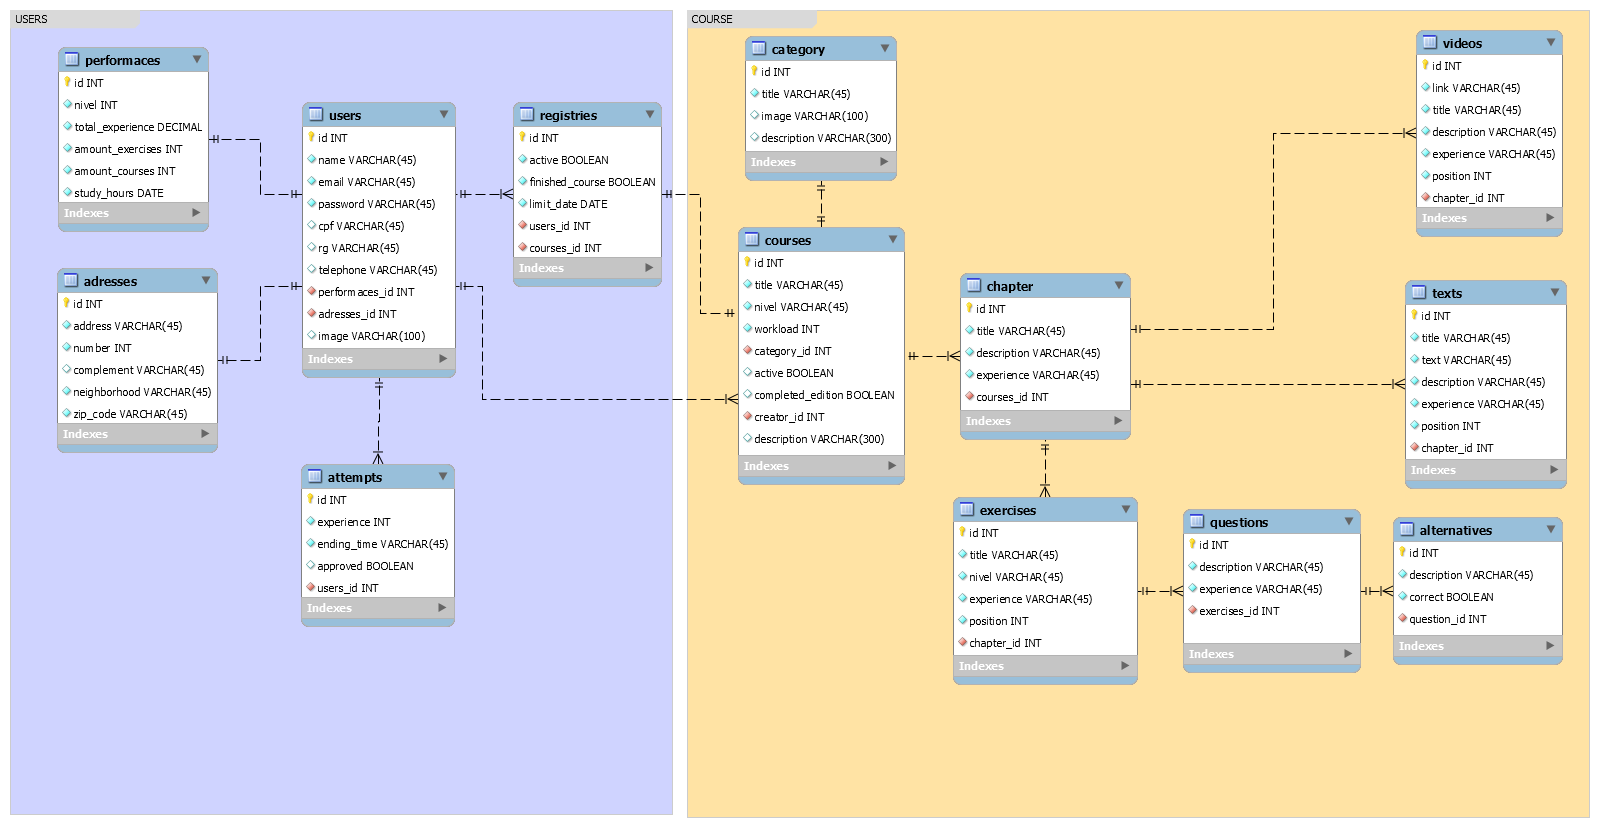 USERS
performaces
id INT
nivel INT
total_experience DECIMAL
amount_exercises INT
amount_courses INT
study_hours DATE
Indexes
adresses
id INT
address VARCHAR(45)
number INT
complement VARCHAR(45)
neighborhood VARCHAR(45)
zip_code VARCHAR(45)
Indexes
users
id INT
name VARCHAR(45)
email VARCHAR(45)
password VARCHAR(45)
cpf VARCHAR(45)
rg VARCHAR(45)
telephone VARCHAR(45)
performaces_id INT
adresses_id INT
image VARCHAR(100)
Indexes
attempts
id INT
experience INT
ending_time VARCHAR(45)
approved BOOLEAN
users_id INT
Indexes
registries
id INT
active BOOLEAN
finished_course BOOLEAN
limit_date DATE
users_id INT
courses_id INT
Indexes
COURSE
category
id INT
title VARCHAR(45)
image VARCHAR(100)
description VARCHAR(300)
Indexes
courses
id INT
title VARCHAR(45)
nivel VARCHAR(45)
workload INT
category_id INT
active BOOLEAN
completed_edition BOOLEAN
creator_id INT
description VARCHAR(300)
Indexes
chapter
id INT
title VARCHAR(45)
description VARCHAR(45)
experience VARCHAR(45)
courses_id INT
Indexes
exercises
id INT
title VARCHAR(45)
nivel VARCHAR(45)
experience VARCHAR(45)
position INT
chapter_id INT
Indexes
questions
id INT
description VARCHAR(45)
experience VARCHAR(45)
exercises_id INT
Indexes
videos
id INT
link VARCHAR(45)
title VARCHAR(45)
description VARCHAR(45)
experience VARCHAR(45)
position INT
chapter_id INT
Indexes
texts
id INT
title VARCHAR(45)
text VARCHAR(45)
description VARCHAR(45)
experience VARCHAR(45)
position INT
chapter_id INT
Indexes
alternatives
id INT
description VARCHAR(45)
correct BOOLEAN
question_id INT
Indexes